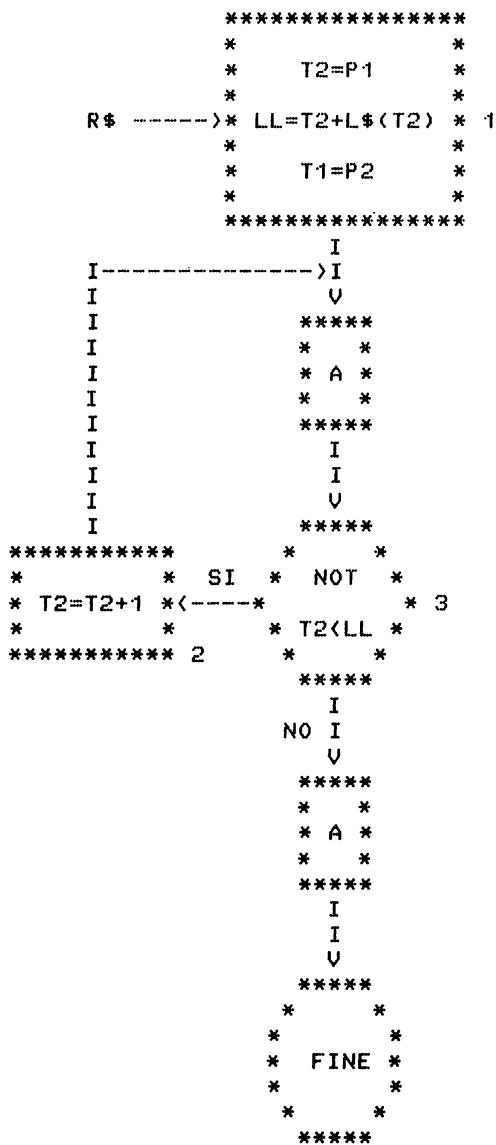 T2=P1
R$ ------> LL=T2+L$(T2) 1
T1=P2
I
I--------------->I
I V
I
I
I A
I
I
I I
I I
I V
I
SI NOT
T2=T2+1 <---- 3
T2<LL
2
I
NO I
V
A
I
I
V
FINE